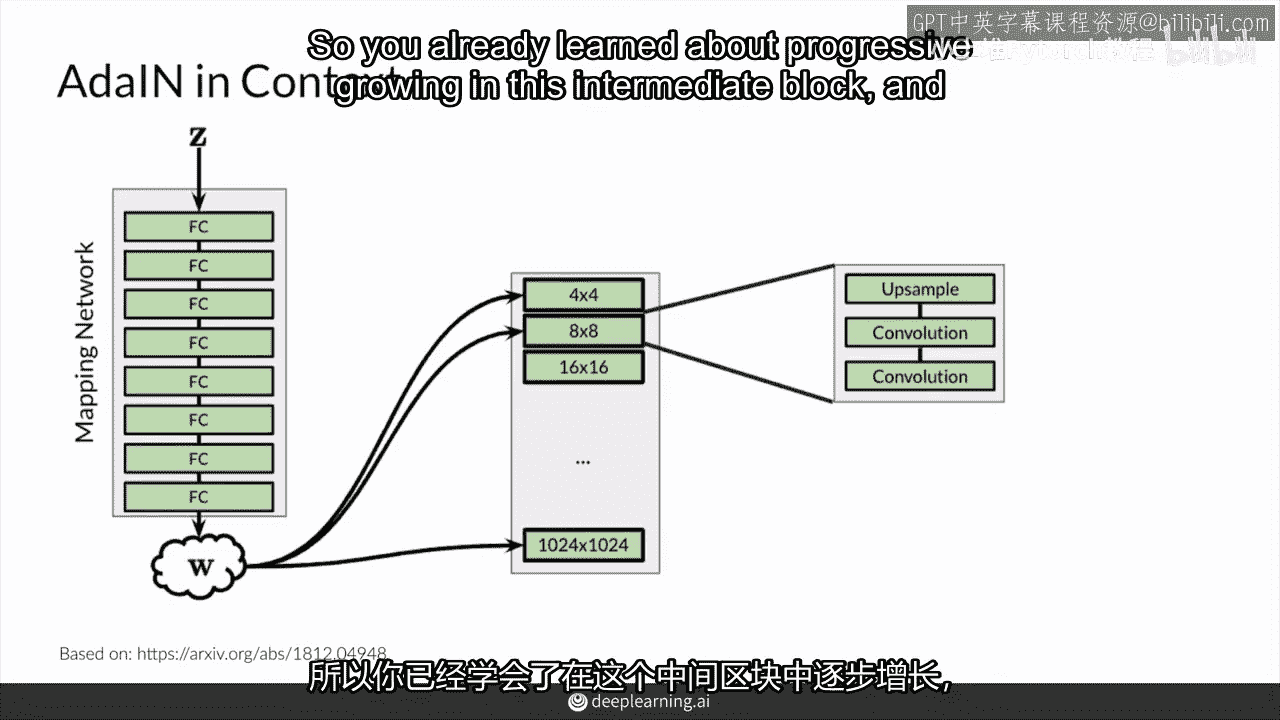 GPT中英字幕课程资源@bilibili.com
So you already learned about progressive
growing in this intermediate block, and
AdaIN in Context
bilibili
z
Mapping Network
FC
FC
FC
FC
FC
FC
FC
FC
w
4x4
8x8
16x16
...
1024x1024
Upsample
Convolution
Convolution
Based on: https://arxiv.org/abs/1812.04948
所以你已经学会了在这个中间区块中逐步增长，
deeplearning.ai